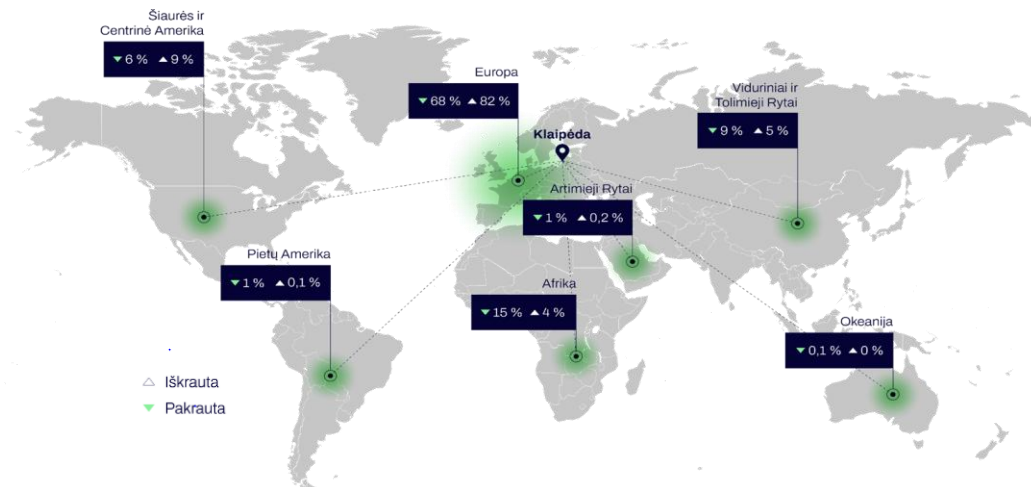 Šiaurės ir
Centrinė Amerika
▼ 6 % ▲ 9 %
Europa
▼ 68 % ▲ 82 %
Viduriniai ir
Tolimieji Rytai
▼ 9 % ▲ 5 %
Klaipėda
Artimieji Rytai
▼ 1 % ▲ 0,2 %
Pietų Amerika
▼ 1 % ▲ 0,1 %
Afrika
▼ 15 % ▲ 4 %
Okeanija
▼ 0,1 % ▲ 0 %
△ Iškrauta
▼ Pakrauta